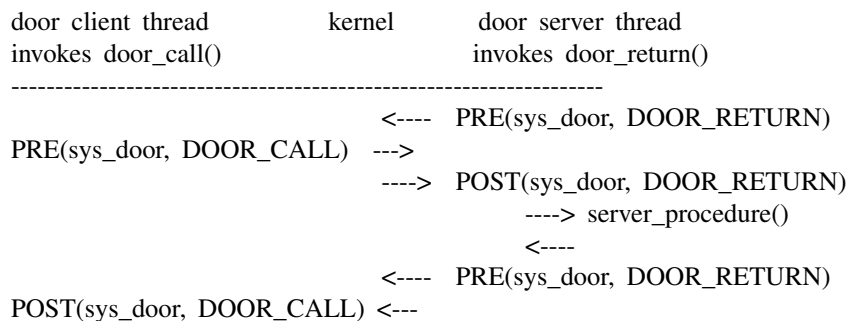 door client thread kernel door server thread
invokes door_call() invokes door_return()
-------------------------------------------------------------------
<---- PRE(sys_door, DOOR_RETURN)
PRE(sys_door, DOOR_CALL) --->
----> POST(sys_door, DOOR_RETURN)
----> server_procedure()
<----
<---- PRE(sys_door, DOOR_RETURN)
POST(sys_door, DOOR_CALL) <---